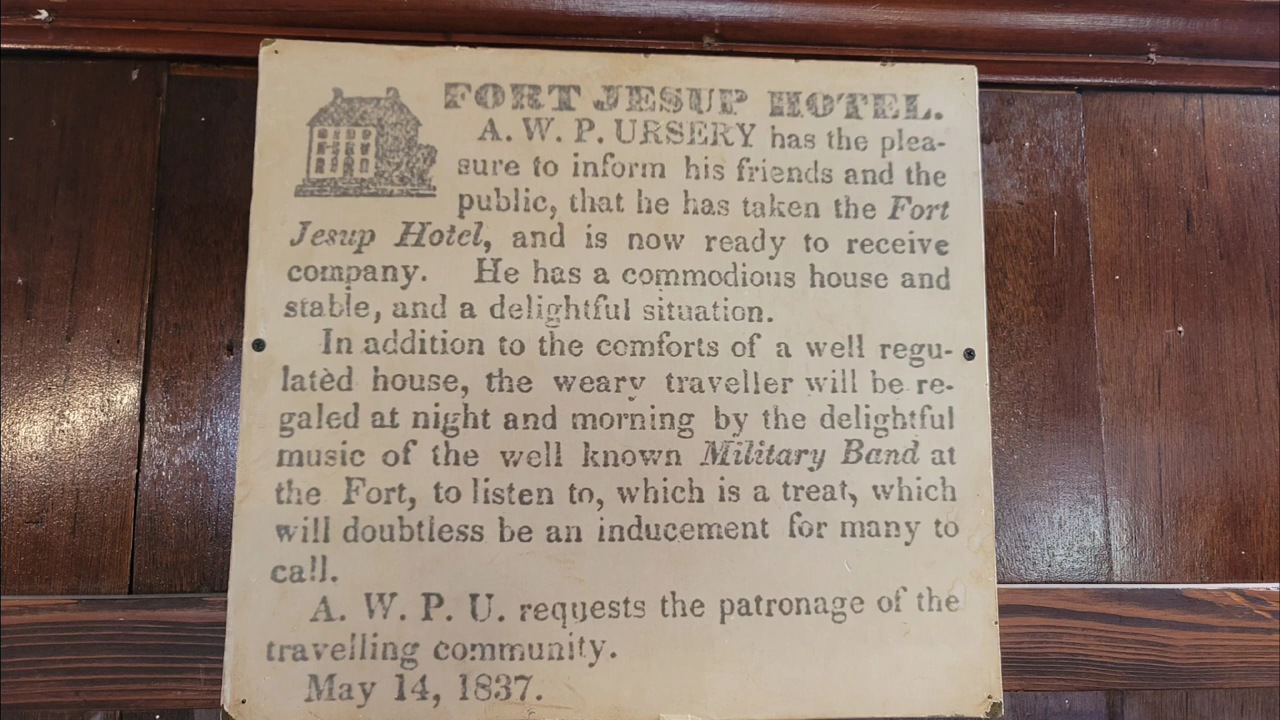 FORT JESUP HOTEL.
A. W. P. URSERY has the plea-
sure to inform his friends and the
public, that he has taken the Fort
Jesup Hotel, and is now ready to receive
company. He has a commodious house and
stable, and a delightful situation.
In addition to the comforts of a well regu-
latèd house, the weary traveller will be re-
galed at night and morning by the delightful
music of the well known Military Band at
the Fort, to listen to, which is a treat, which
will doubtless be an inducement for many to
call.
A. W. P. U. requests the patronage of the
travelling community.
May 14, 1837.